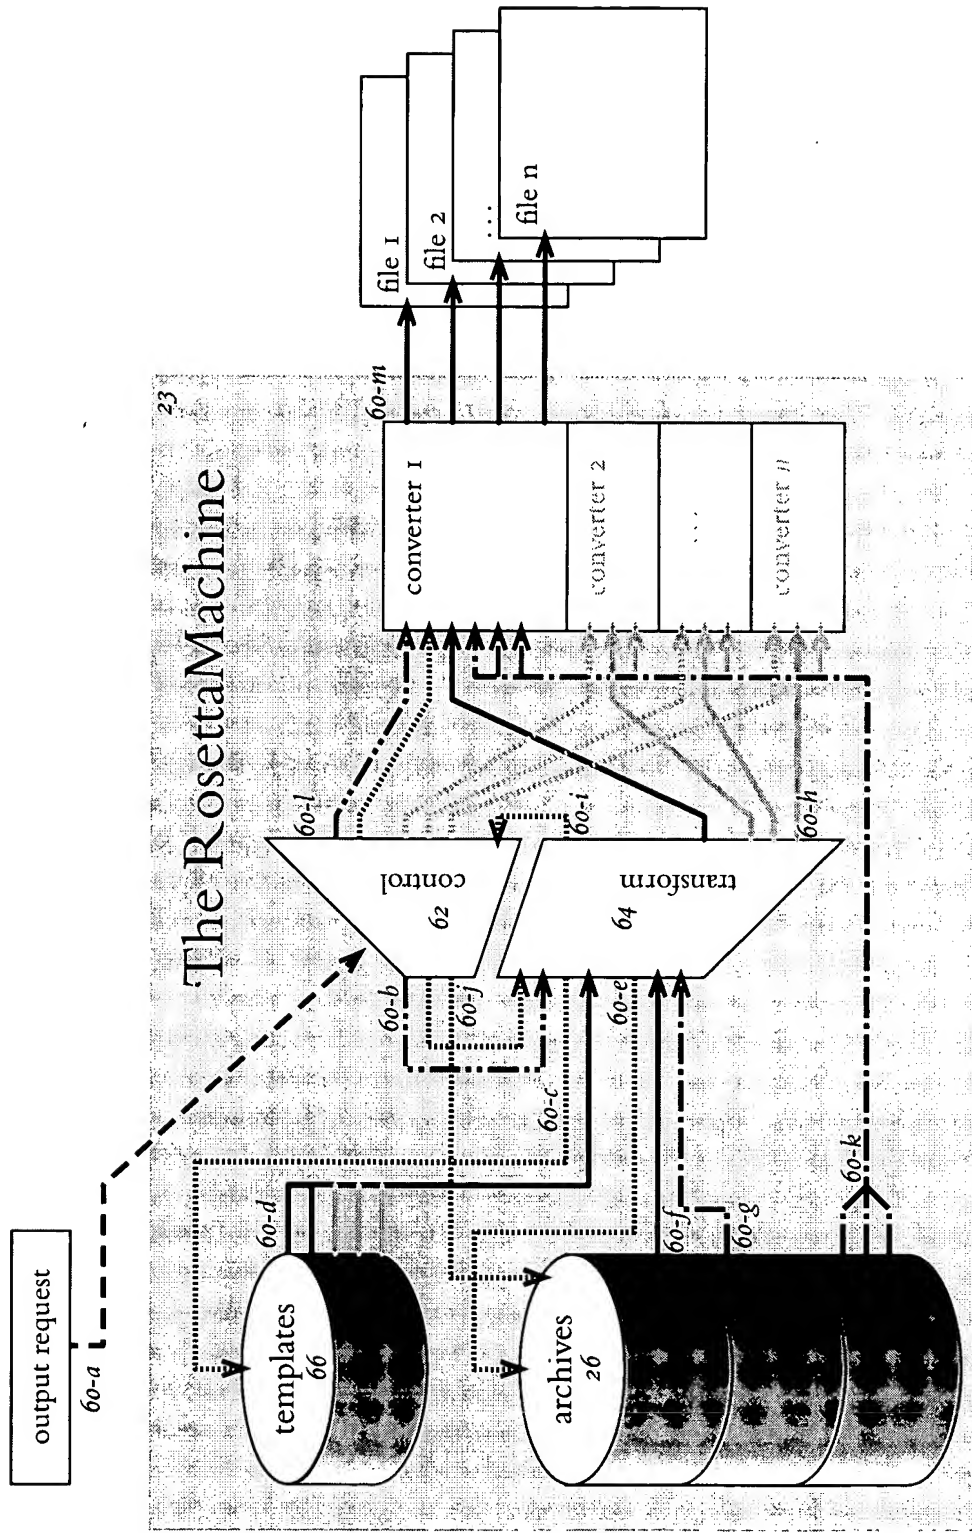 output request
60-a
The RosettaMachine
23
templates
66
60-d
archives
26
60-f
60-g
60-k
60-c
60-b
60-j
60-e
control
62
transform
64
60-l
60-i
60-h
converter 1
converter 2
...
converter n
60-m
file 1
file 2
...
file n